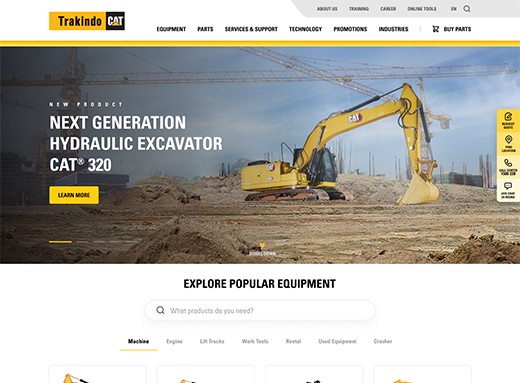 ABOUT US TRAINING CAREER ONLINE TOOLS EN
Trakindo CAT
EQUIPMENT PARTS SERVICES & SUPPORT TECHNOLOGY PROMOTIONS INDUSTRIES BUY PARTS
NEW PRODUCT
NEXT GENERATION
HYDRAULIC EXCAVATOR
CAT® 320
LEARN MORE
CAT
REQUEST
QUOTE
FIND
LOCATION
CALL CENTER
1500 228
LIVE CHAT
24 HOURS
SCROLL DOWN
EXPLORE POPULAR EQUIPMENT
What products do you need?
Machine Engine Lift Trucks Work Tools Rental Used Equipment Crusher